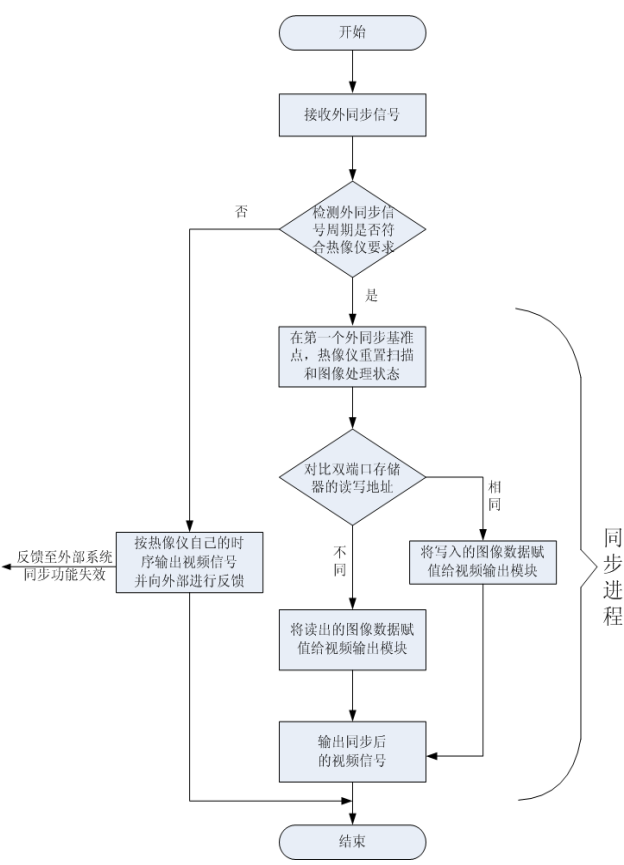 开始
接收外同步信号
检测外同步信
号周期是否符
合热像仪要求
否
是
在第一个外同步基准
点，热像仪重置扫描
和图像处理状态
对比双端口存储
器的读写地址
相
同
不
同
将写入的图像数据赋
值给视频输出模块
按热像仪自己的时
序输出视频信号
并向外部进行反馈
反馈至外部系统
同步功能失效
将读出的图像数据赋
值给视频输出模块
输出同步后
的视频信号
结束
同
步
进
程